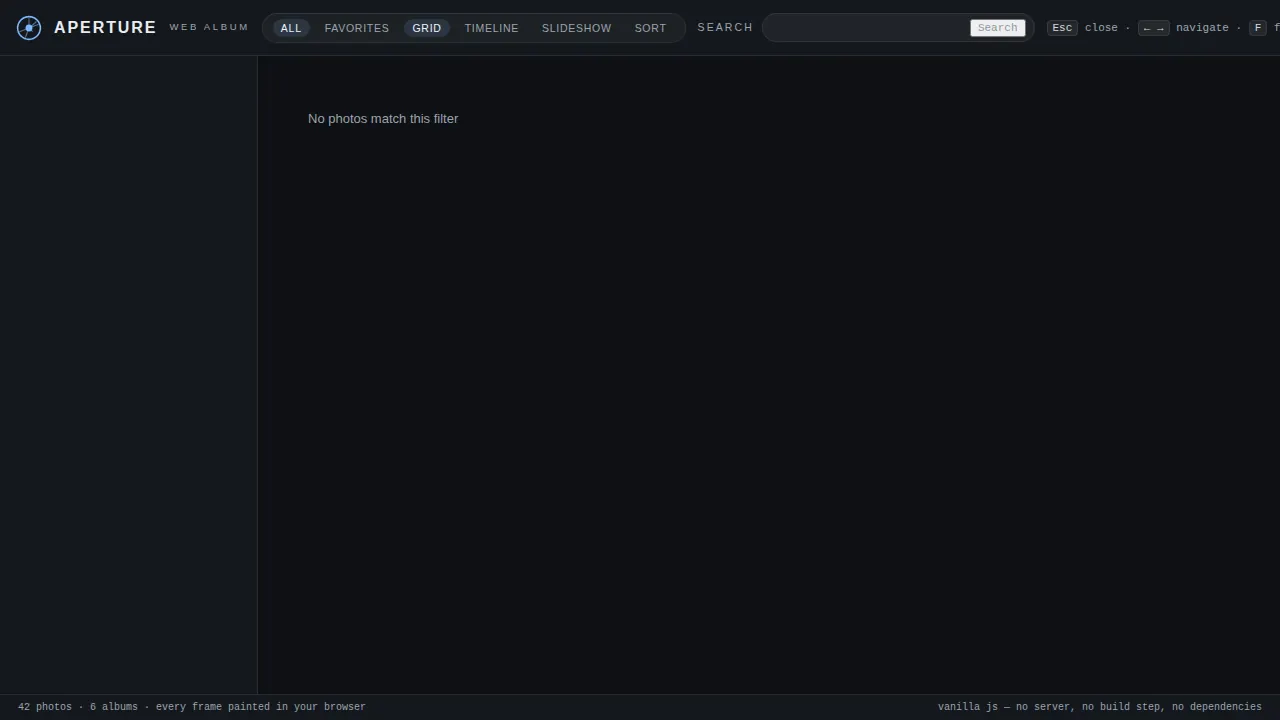 APERTURE WEB ALBUM ALL FAVORITES GRID TIMELINE SLIDESHOW SORT SEARCH Search Esc close · ← → navigate · F f
No photos match this filter
42 photos · 6 albums · every frame painted in your browser
vanilla js — no server, no build step, no dependencies